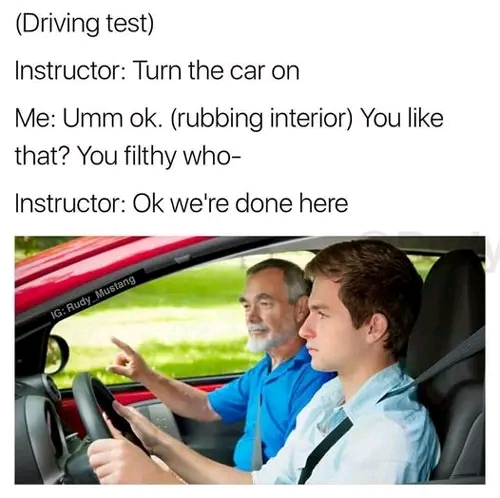 (Driving test)
Instructor: Turn the car on
Me: Umm ok. (rubbing interior) You like
that? You filthy who-
Instructor: Ok we're done here
IG: Rudy_Mustang